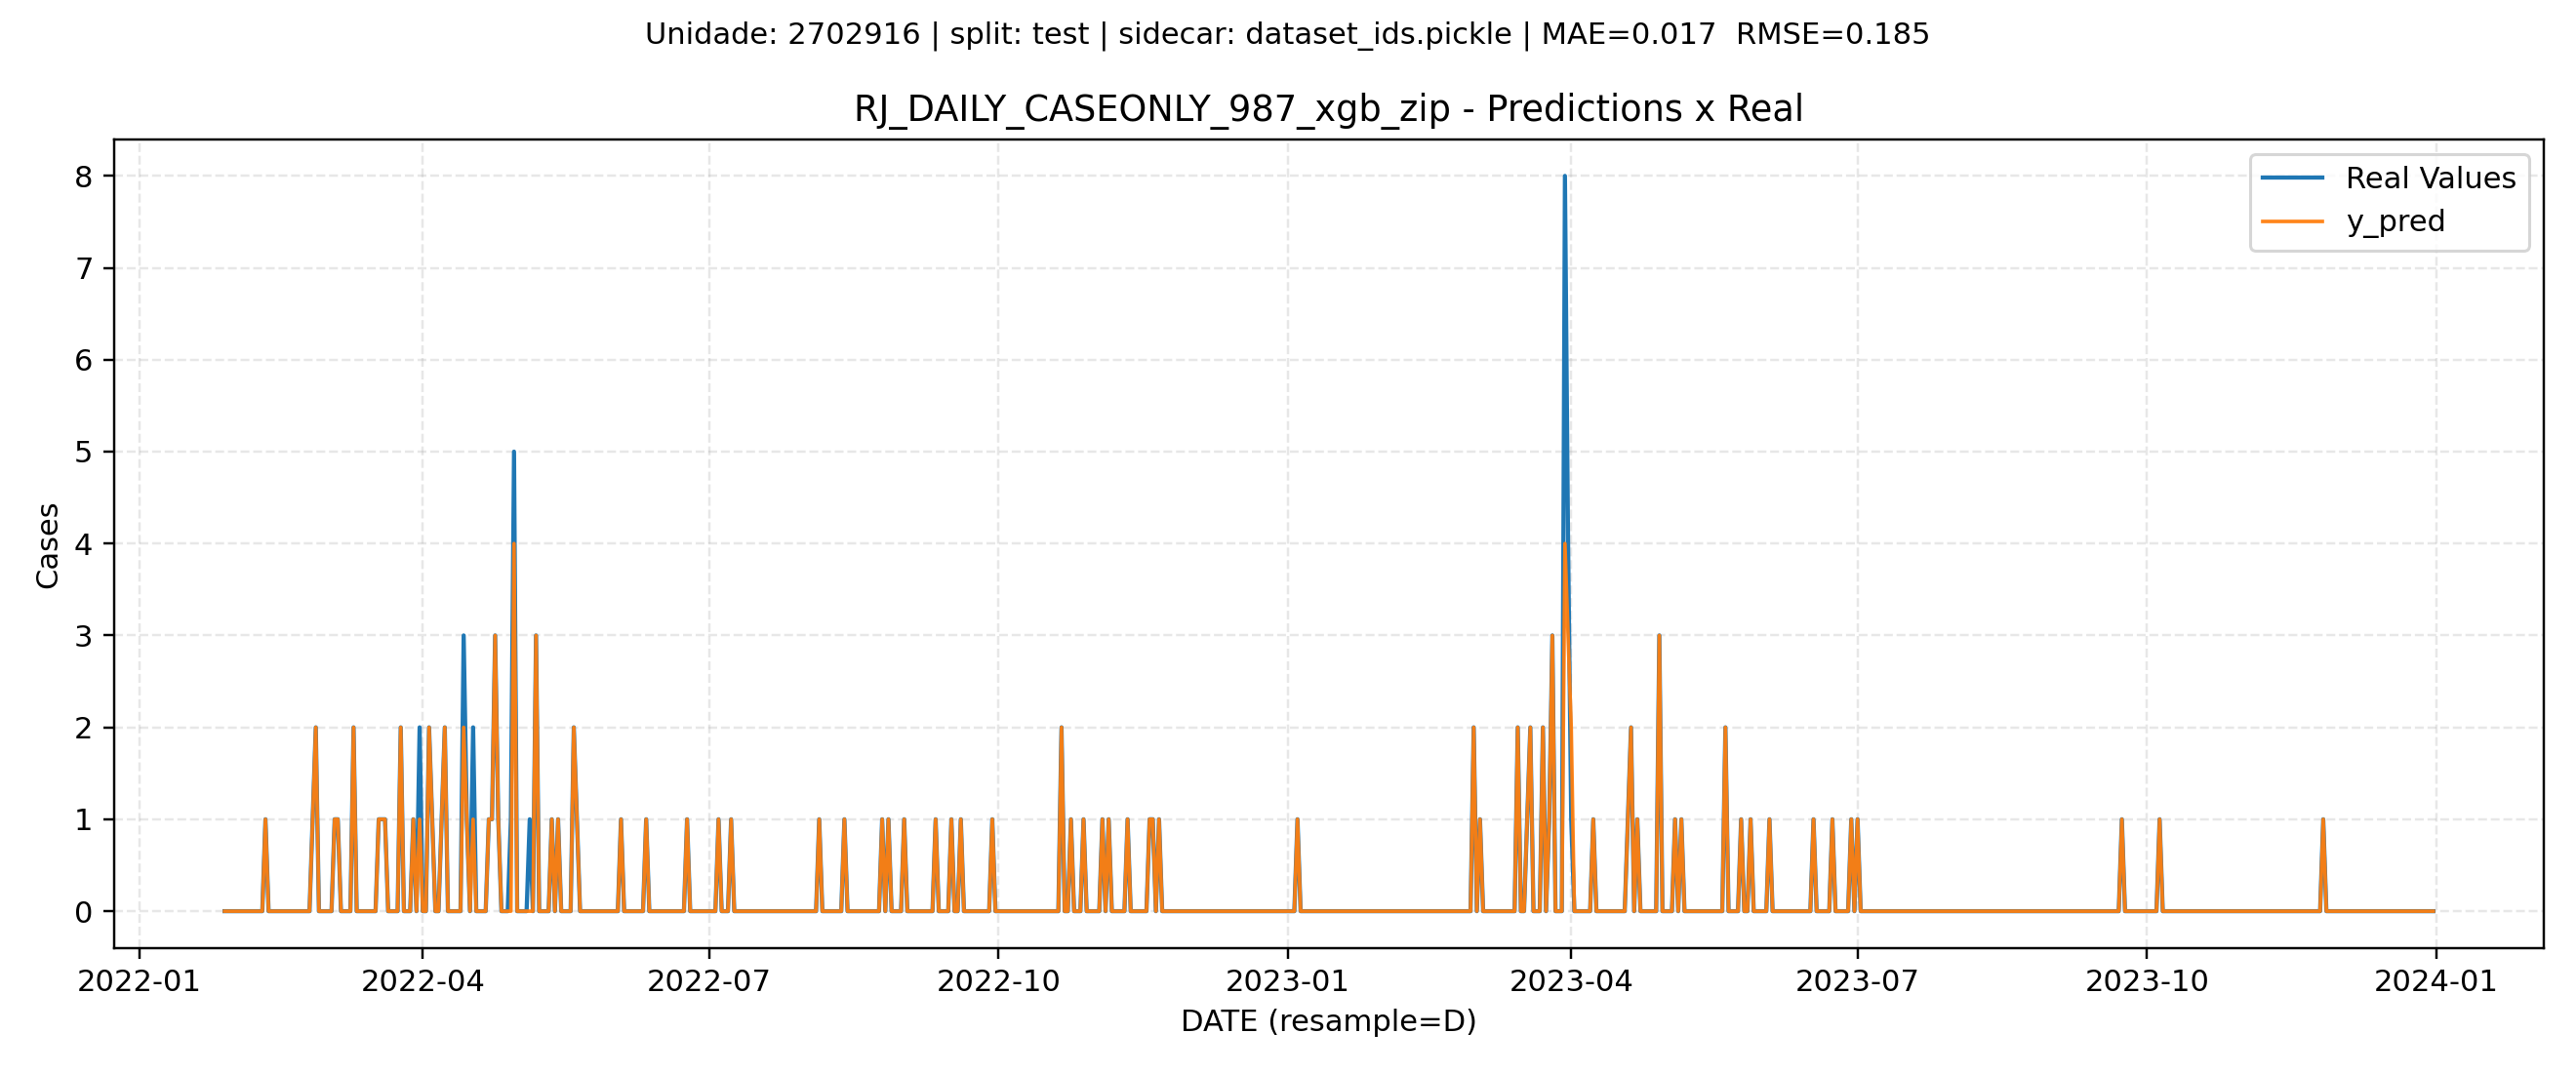 Unidade: 2702916 | split: test | sidecar: dataset_ids.pickle | MAE=0.017  RMSE=0.185
RJ_DAILY_CASEONLY_987_xgb_zip - Predictions x Real
Real Values
y_pred
Cases
8
7
6
5
4
3
2
1
0
2022-01 2022-04 2022-07 2022-10 2023-01 2023-04 2023-07 2023-10 2024-01
DATE (resample=D)